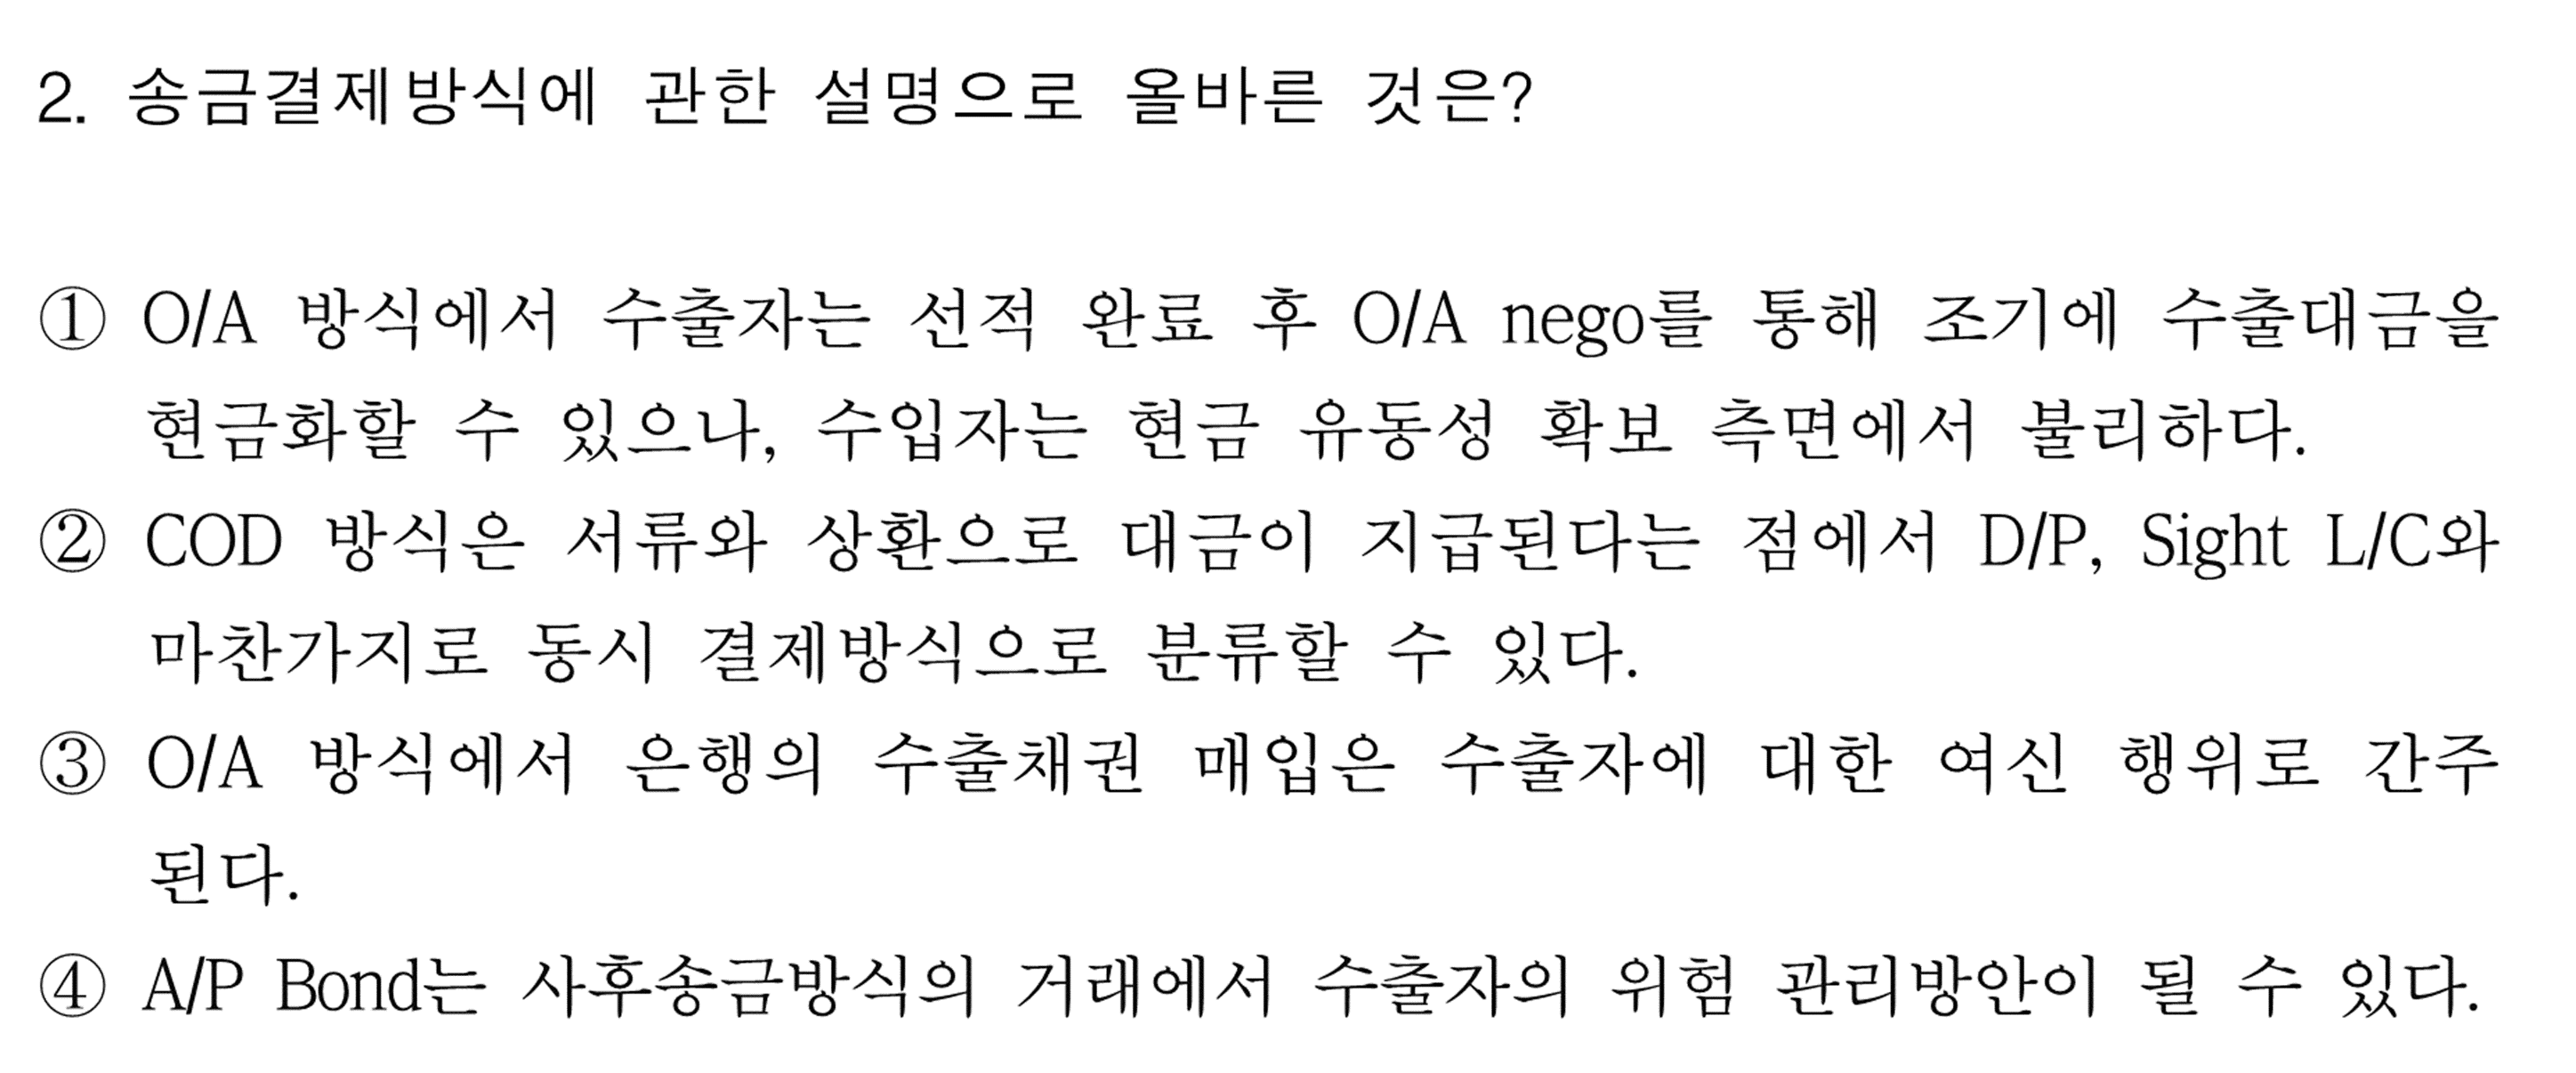 2. 송금결제방식에 관한 설명으로 올바른 것은?
① O/A 방식에서 수출자는 선적 완료 후 O/A nego를 통해 조기에 수출대금을
현금화할 수 있으나, 수입자는 현금 유동성 확보 측면에서 불리하다.
② COD 방식은 서류와 상환으로 대금이 지급된다는 점에서 D/P, Sight L/C와
마찬가지로 동시 결제방식으로 분류할 수 있다.
③ O/A 방식에서 은행의 수출채권 매입은 수출자에 대한 여신 행위로 간주
된다.
④ A/P Bond는 사후송금방식의 거래에서 수출자의 위험 관리방안이 될 수 있다.